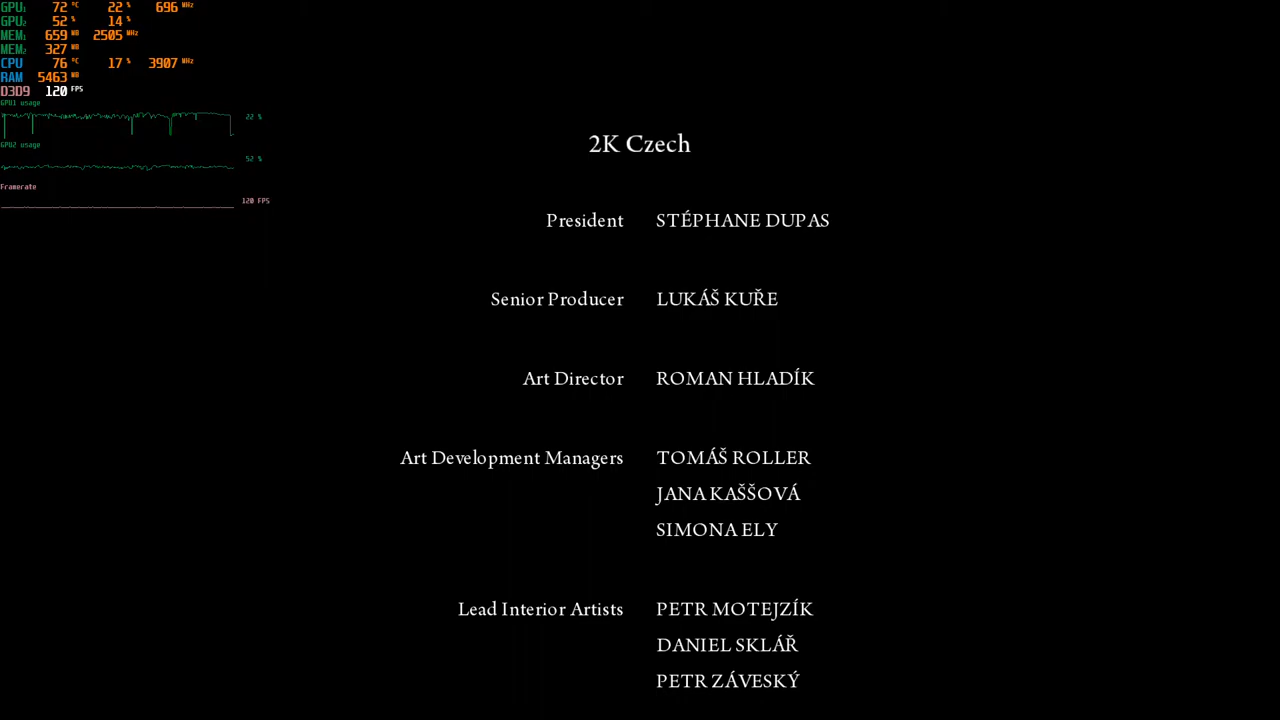 GPU1 72 °C 22 % 696 MHz
GPU2 52 % 14 %
MEM1 659 MB 2505 MHz
MEM2 327 MB
CPU 76 °C 17 % 3907 MHz
RAM 5463 MB
D3D9 120 FPS
GPU1 usage
22 %
GPU2 usage
52 %
Framerate
120 FPS
2K Czech
President STÉPHANE DUPAS
Senior Producer LUKÁŠ KUŘE
Art Director ROMAN HLADÍK
Art Development Managers TOMÁŠ ROLLER
JANA KAŠŠOVÁ
SIMONA ELY
Lead Interior Artists PETR MOTEJZÍK
DANIEL SKLÁŘ
PETR ZÁVESKÝ